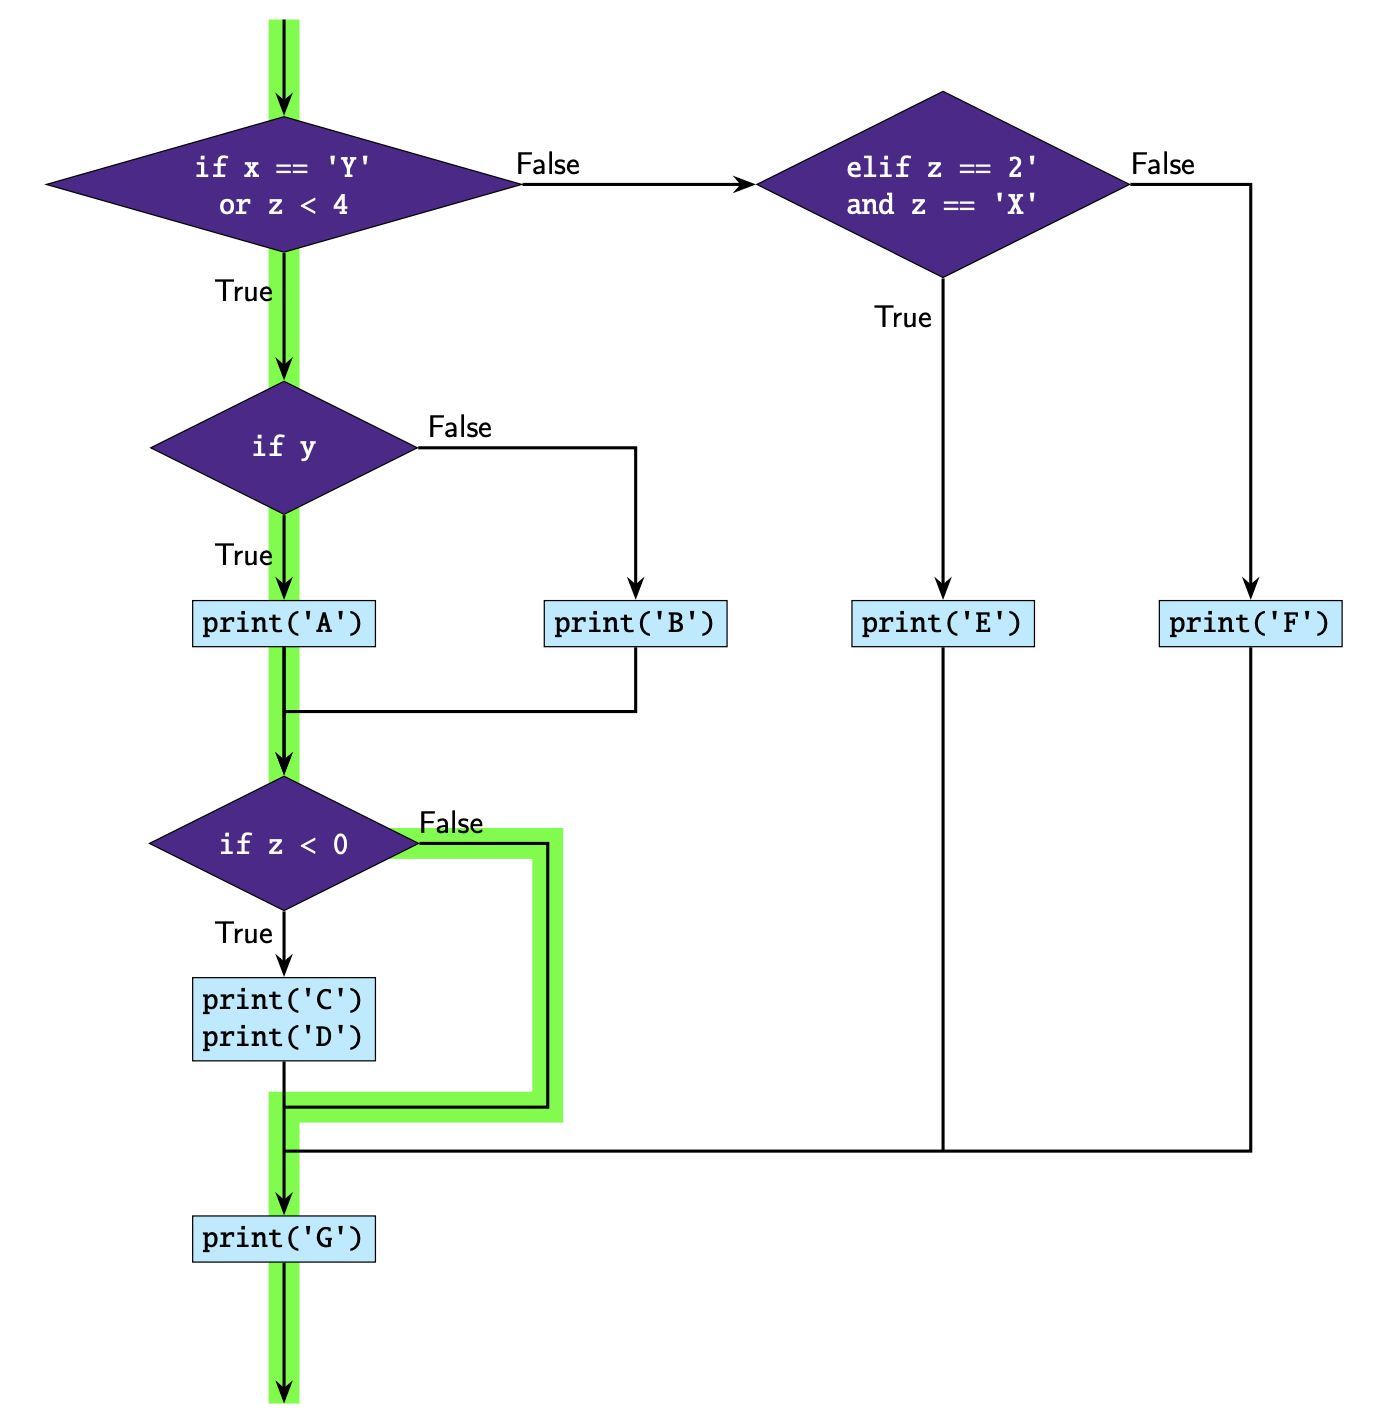 if x == 'Y'
or z < 4
False
elif z == 2'
and z == 'X'
False
True
True
if y
False
True
print('A')
print('B')
print('E')
print('F')
if z < 0
False
True
print('C')
print('D')
print('G')